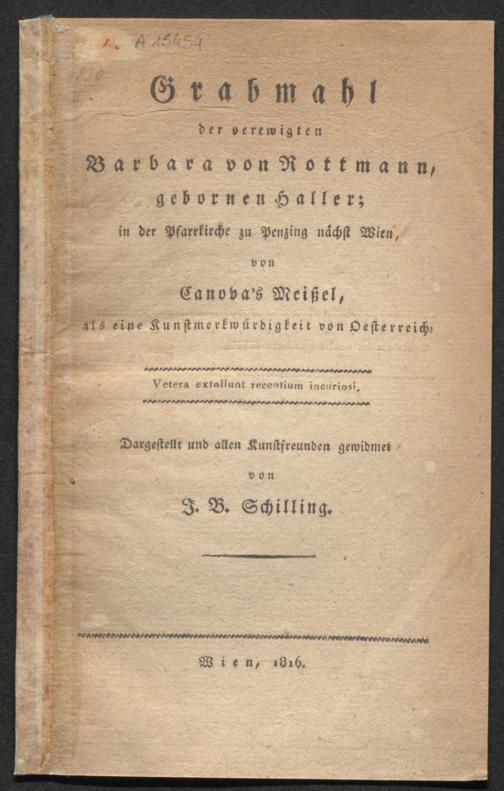 A 15454
Grabmahl
der verewigten
Barbara von Rottmann,
gebornen Haller;
in der Pfarrkirche zu Penzing nächst Wien,
von
Canova's Meißel,
als eine Kunstmerkwürdigkeit von Oesterreich:
Vetera extollunt recentium incuriosi.
Dargestellt und allen Kunstfreunden gewidmet
von
J. B. Schilling.
Wien, 1816.